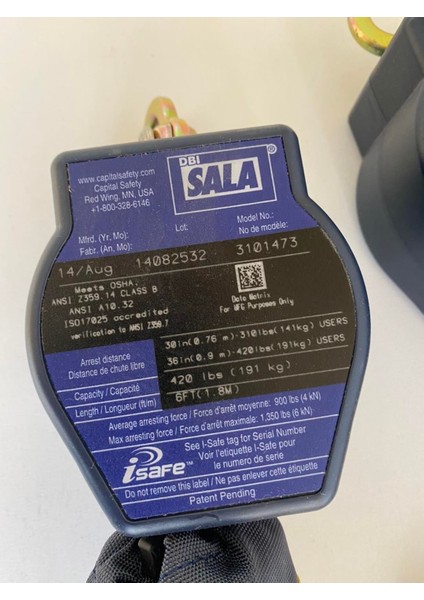 DBI
SALA®
www.capitalsafety.com
Capital Safety
Red Wing, MN, USA
+1-800-328-6146
Mfrd. (Yr, Mo):
Fabr. (An, Mo):
Lot:
Model No.:
No de modèle:
14/Aug 14082532 3101473
Meets OSHA,
ANSI Z359.14 CLASS B
ANSI A10.32
ISO17025 accredited
verification to ANSI Z359.7
Data Matrix
For MFG Purposes Only
Arrest distance
Distance de chute libre
30in(0.76 m)-310lbs(141kg) USERS
36in(0.9 m)-420lbs(191kg) USERS
Capacity / Capacité
420 lbs (191 kg)
Length / Longueur (ft/m)
6FT(1.8M)
Average arresting force / Force d'arrêt moyenne: 900 lbs (4 kN)
Max arresting force / Force d'arrêt maximale: 1,350 lbs (6 kN)
isafe™
See I-Safe tag for Serial Number
Voir l'etiquette I-Safe pour
le numero de serie
Do not remove this label / Ne pas enlever cette étiquette
Patent Pending